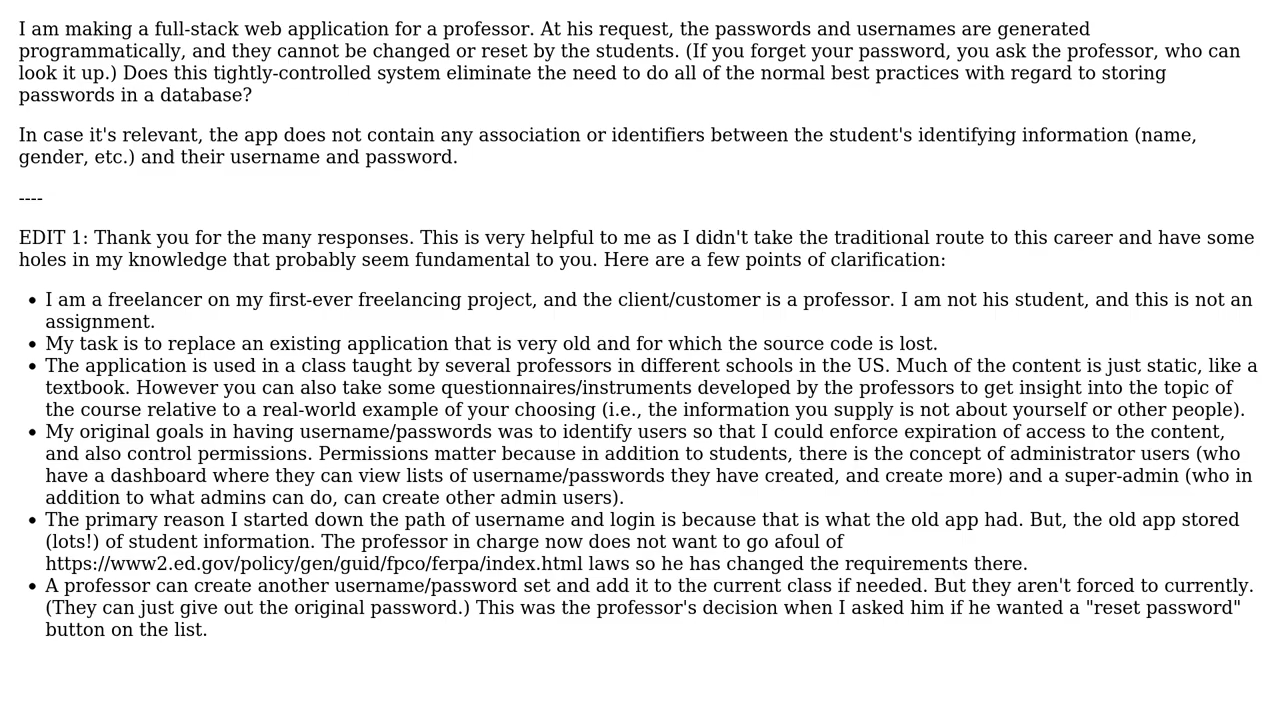 I am making a full-stack web application for a professor. At his request, the passwords and usernames are generated
programmatically, and they cannot be changed or reset by the students. (If you forget your password, you ask the professor, who can
look it up.) Does this tightly-controlled system eliminate the need to do all of the normal best practices with regard to storing
passwords in a database?
In case it's relevant, the app does not contain any association or identifiers between the student's identifying information (name,
gender, etc.) and their username and password.
----
EDIT 1: Thank you for the many responses. This is very helpful to me as I didn't take the traditional route to this career and have some
holes in my knowledge that probably seem fundamental to you. Here are a few points of clarification:
• I am a freelancer on my first-ever freelancing project, and the client/customer is a professor. I am not his student, and this is not an
assignment.
• My task is to replace an existing application that is very old and for which the source code is lost.
• The application is used in a class taught by several professors in different schools in the US. Much of the content is just static, like a
textbook. However you can also take some questionnaires/instruments developed by the professors to get insight into the topic of
the course relative to a real-world example of your choosing (i.e., the information you supply is not about yourself or other people).
• My original goals in having username/passwords was to identify users so that I could enforce expiration of access to the content,
and also control permissions. Permissions matter because in addition to students, there is the concept of administrator users (who
have a dashboard where they can view lists of username/passwords they have created, and create more) and a super-admin (who in
addition to what admins can do, can create other admin users).
• The primary reason I started down the path of username and login is because that is what the old app had. But, the old app stored
(lots!) of student information. The professor in charge now does not want to go afoul of
https://www2.ed.gov/policy/gen/guid/fpco/ferpa/index.html laws so he has changed the requirements there.
• A professor can create another username/password set and add it to the current class if needed. But they aren't forced to currently.
(They can just give out the original password.) This was the professor's decision when I asked him if he wanted a "reset password"
button on the list.